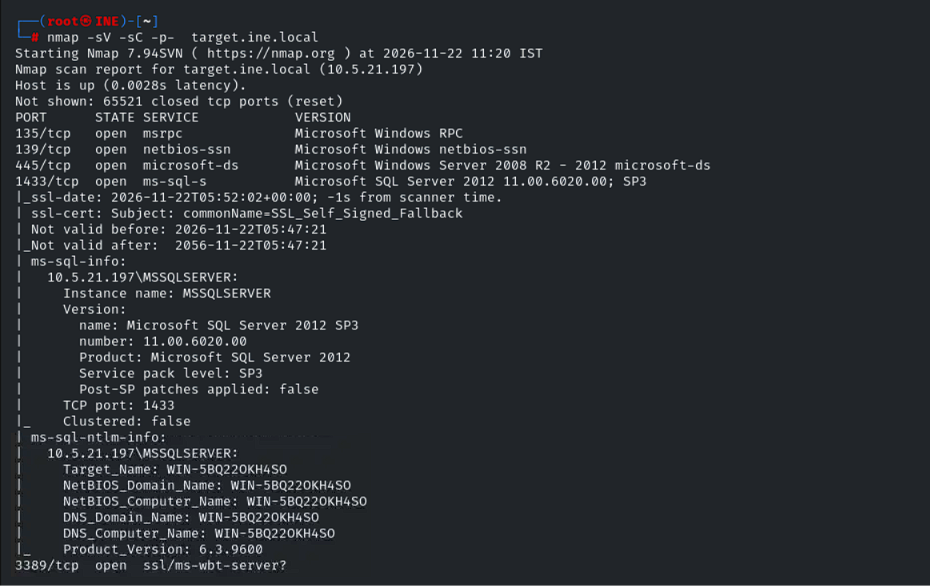 ┌──(root㉿INE)-[~]
└─# nmap -sV -sC -p-  target.ine.local
Starting Nmap 7.94SVN ( https://nmap.org ) at 2026-11-22 11:20 IST
Nmap scan report for target.ine.local (10.5.21.197)
Host is up (0.0028s latency).
Not shown: 65521 closed tcp ports (reset)
PORT      STATE SERVICE            VERSION
135/tcp   open  msrpc              Microsoft Windows RPC
139/tcp   open  netbios-ssn        Microsoft Windows netbios-ssn
445/tcp   open  microsoft-ds       Microsoft Windows Server 2008 R2 - 2012 microsoft-ds
1433/tcp  open  ms-sql-s           Microsoft SQL Server 2012 11.00.6020.00; SP3
|_ssl-date: 2026-11-22T05:52:02+00:00; -1s from scanner time.
| ssl-cert: Subject: commonName=SSL_Self_Signed_Fallback
| Not valid before: 2026-11-22T05:47:21
|_Not valid after:  2056-11-22T05:47:21
| ms-sql-info:
|   10.5.21.197\MSSQLSERVER:
|     Instance name: MSSQLSERVER
|     Version:
|       name: Microsoft SQL Server 2012 SP3
|       number: 11.00.6020.00
|       Product: Microsoft SQL Server 2012
|       Service pack level: SP3
|       Post-SP patches applied: false
|     TCP port: 1433
|_    Clustered: false
| ms-sql-ntlm-info:
|   10.5.21.197\MSSQLSERVER:
|     Target_Name: WIN-5BQ22OKH4SO
|     NetBIOS_Domain_Name: WIN-5BQ22OKH4SO
|     NetBIOS_Computer_Name: WIN-5BQ22OKH4SO
|     DNS_Domain_Name: WIN-5BQ22OKH4SO
|     DNS_Computer_Name: WIN-5BQ22OKH4SO
|_    Product_Version: 6.3.9600
3389/tcp  open  ssl/ms-wbt-server?